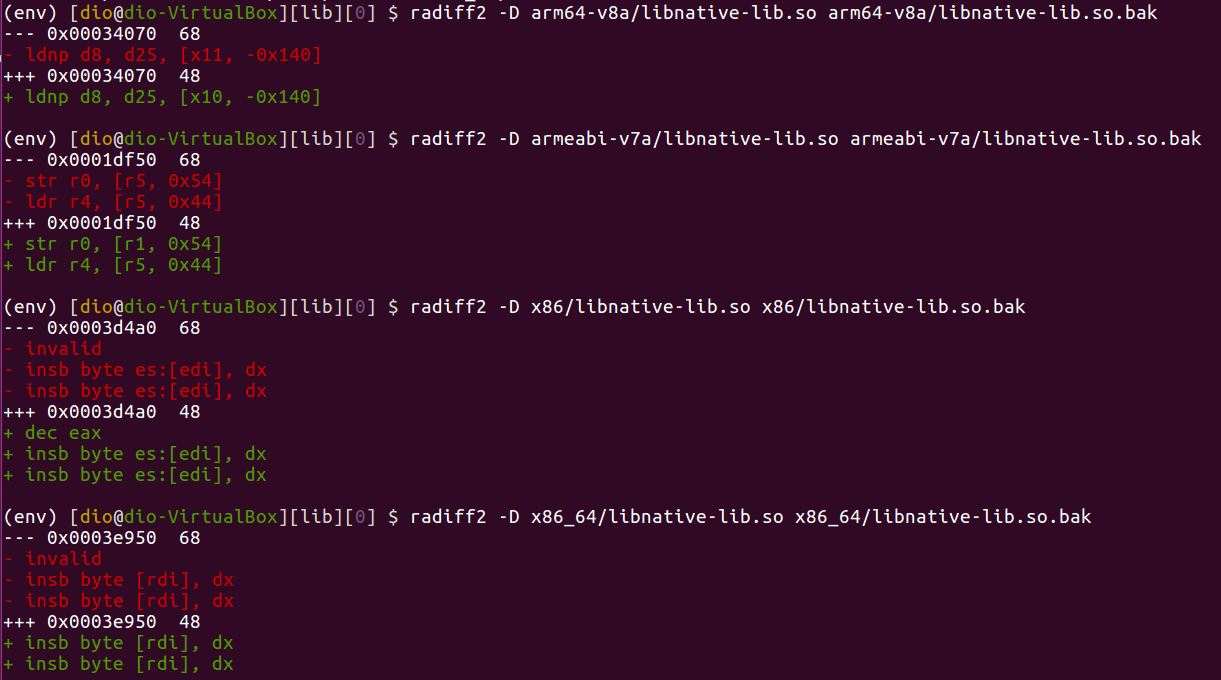 (env) [dio@dio-VirtualBox][lib][0] $ radiff2 -D arm64-v8a/libnative-lib.so arm64-v8a/libnative-lib.so.bak
--- 0x00034070  68
- ldnp d8, d25, [x11, -0x140]
+++ 0x00034070  48
+ ldnp d8, d25, [x10, -0x140]
(env) [dio@dio-VirtualBox][lib][0] $ radiff2 -D armeabi-v7a/libnative-lib.so armeabi-v7a/libnative-lib.so.bak
--- 0x0001df50  68
- str r0, [r5, 0x54]
- ldr r4, [r5, 0x44]
+++ 0x0001df50  48
+ str r0, [r1, 0x54]
+ ldr r4, [r5, 0x44]
(env) [dio@dio-VirtualBox][lib][0] $ radiff2 -D x86/libnative-lib.so x86/libnative-lib.so.bak
--- 0x0003d4a0  68
- invalid
- insb byte es:[edi], dx
- insb byte es:[edi], dx
+++ 0x0003d4a0  48
+ dec eax
+ insb byte es:[edi], dx
+ insb byte es:[edi], dx
(env) [dio@dio-VirtualBox][lib][0] $ radiff2 -D x86_64/libnative-lib.so x86_64/libnative-lib.so.bak
--- 0x0003e950  68
- invalid
- insb byte [rdi], dx
- insb byte [rdi], dx
+++ 0x0003e950  48
+ insb byte [rdi], dx
+ insb byte [rdi], dx